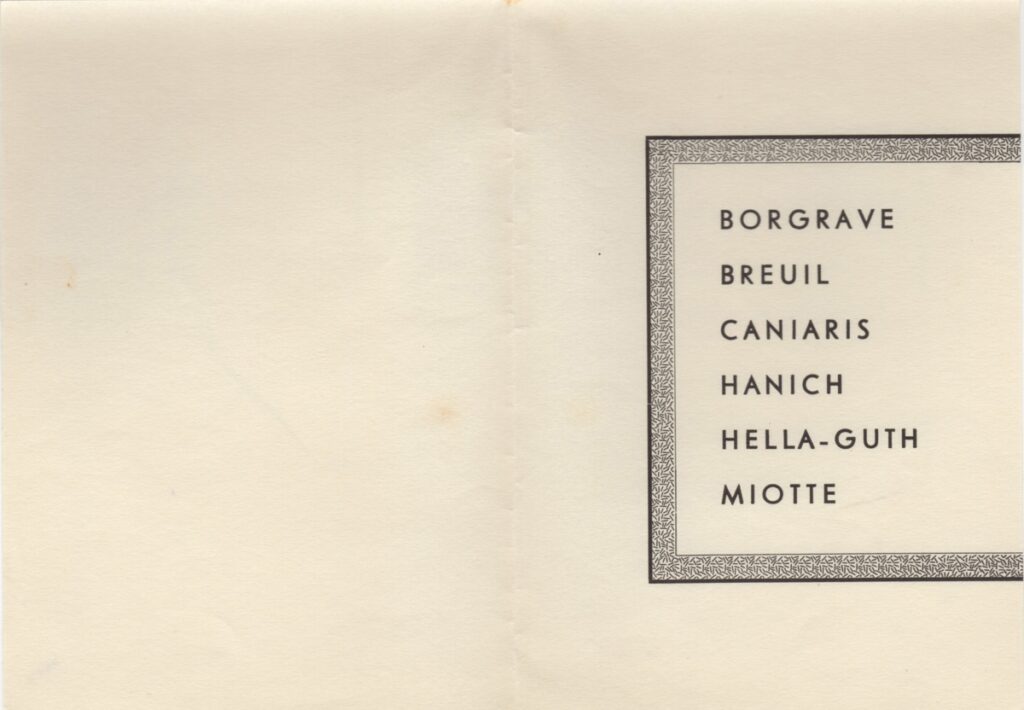 BORGRAVE
BREUIL
CANIARIS
HANICH
HELLA-GUTH
MIOTTE